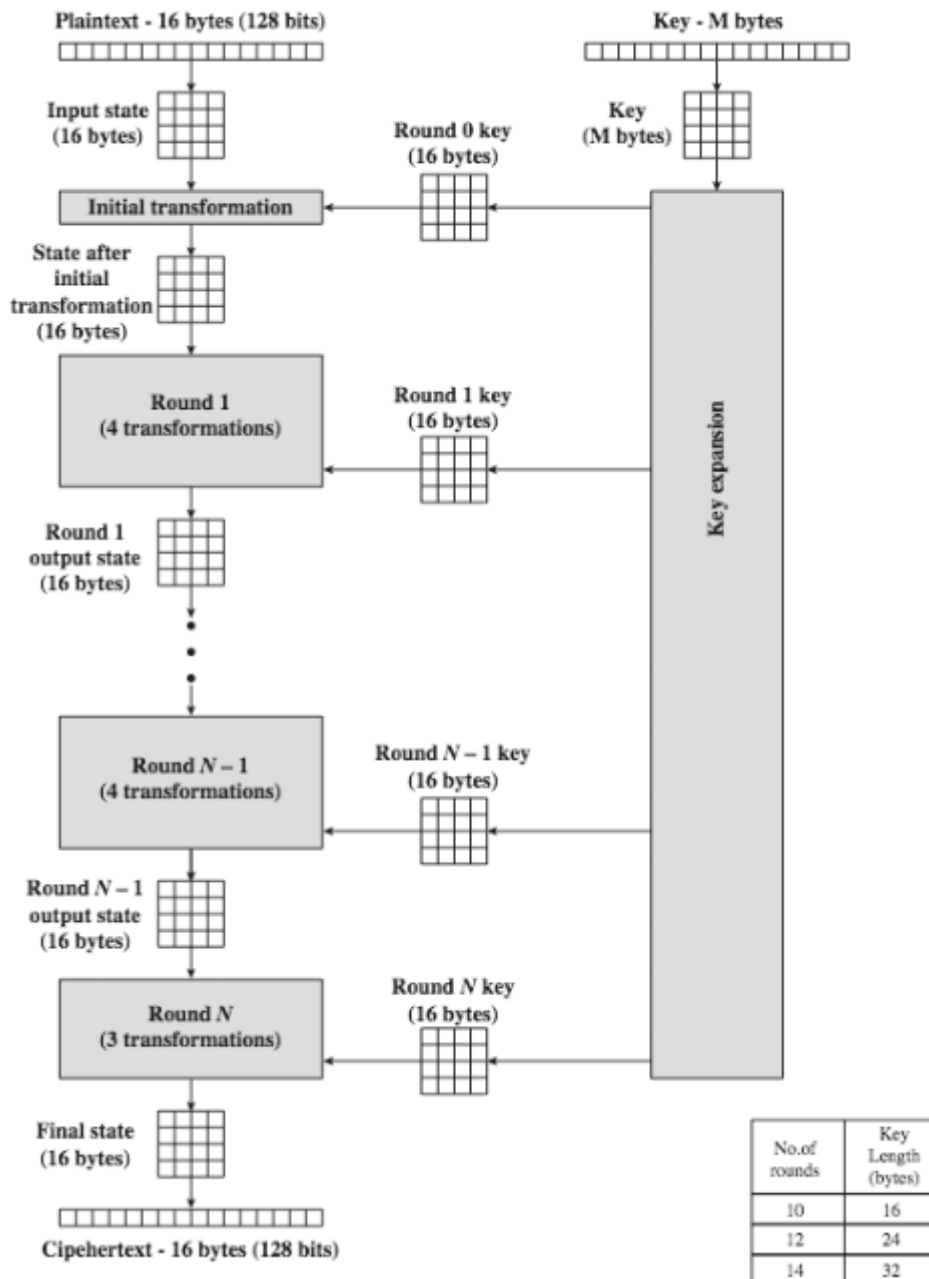 Plaintext - 16 bytes (128 bits)
Key - M bytes
Input state
(16 bytes)
Key
(M bytes)
Round 0 key
(16 bytes)
Initial transformation
State after
initial
transformation
(16 bytes)
Round 1
(4 transformations)
Round 1 key
(16 bytes)
Key expansion
Round 1
output state
(16 bytes)
Round N – 1
(4 transformations)
Round N – 1 key
(16 bytes)
Round N – 1
output state
(16 bytes)
Round N
(3 transformations)
Round N key
(16 bytes)
Final state
(16 bytes)
Cipehertext - 16 bytes (128 bits)
No.of
rounds
Key
Length
(bytes)
10 16
12 24
14 32